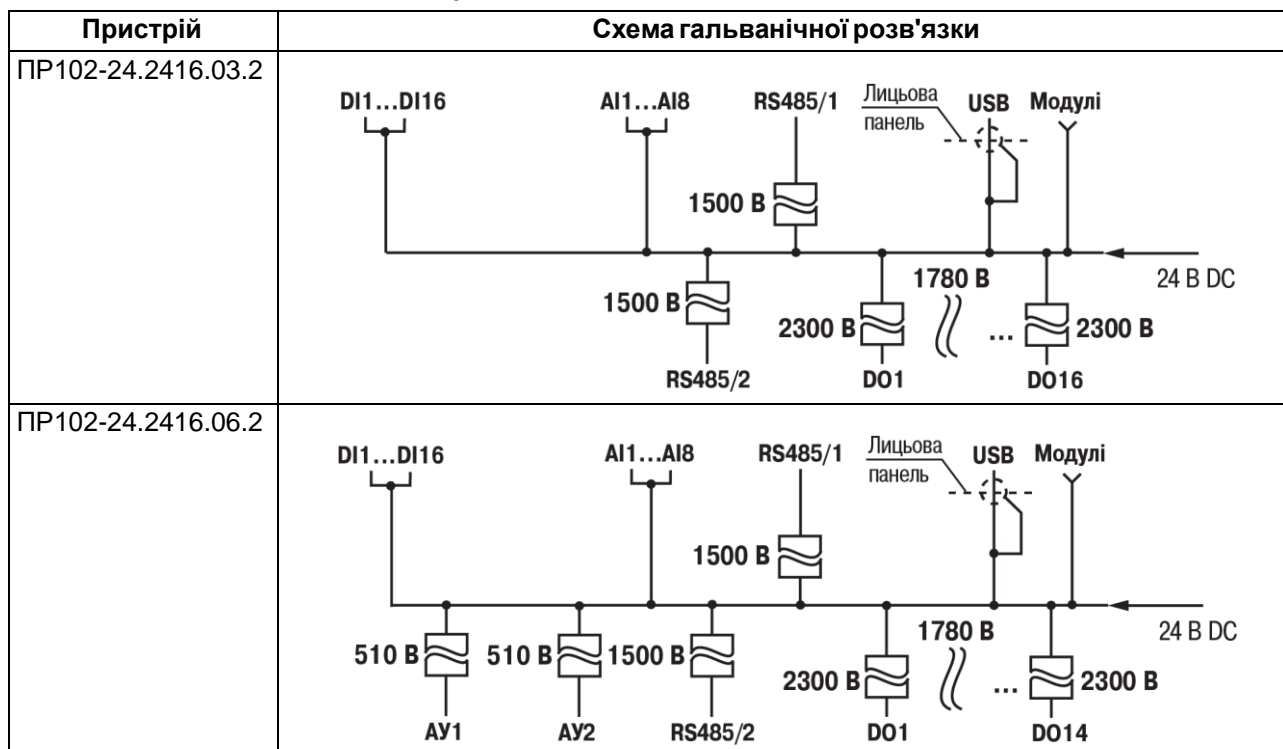 Пристрій
Схема гальванічної розв'язки
ПР102-24.2416.03.2
DI1...DI16
AI1...AI8
RS485/1
Лицьова
панель
USB
Модулі
1500 В
1500 В
2300 В
1780 В
...
2300 В
24 В DC
RS485/2
DO1
DO16
ПР102-24.2416.06.2
DI1...DI16
AI1...AI8
RS485/1
Лицьова
панель
USB
Модулі
1500 В
510 В
510 В
1500 В
2300 В
1780 В
...
2300 В
24 В DC
АУ1
АУ2
RS485/2
DO1
DO14